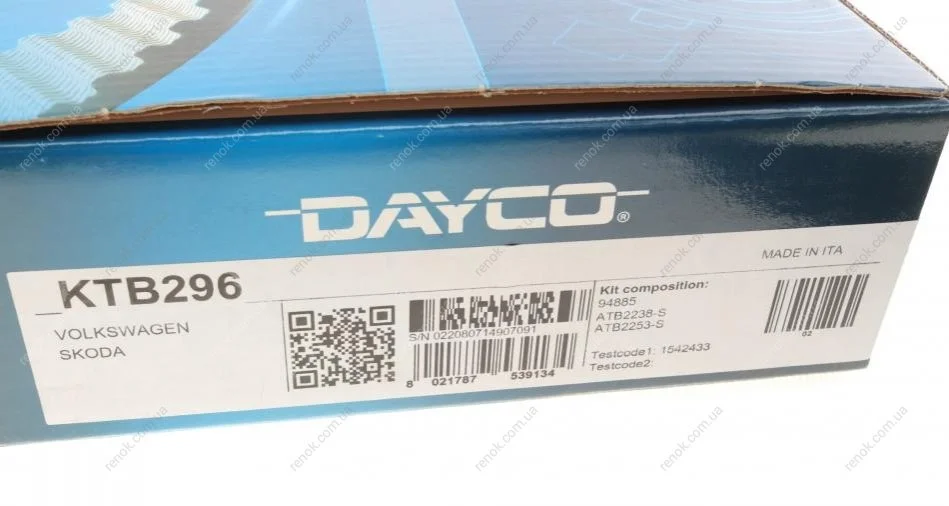 DAYCO®
MADE IN ITA
KTB296
VOLKSWAGEN
SKODA
S/N 022080714907091
8 021787 539134
Kit composition:
94885
ATB2238-S
ATB2253-S
Testcode1: 1542433
Testcode2:
02
renok.com.ua